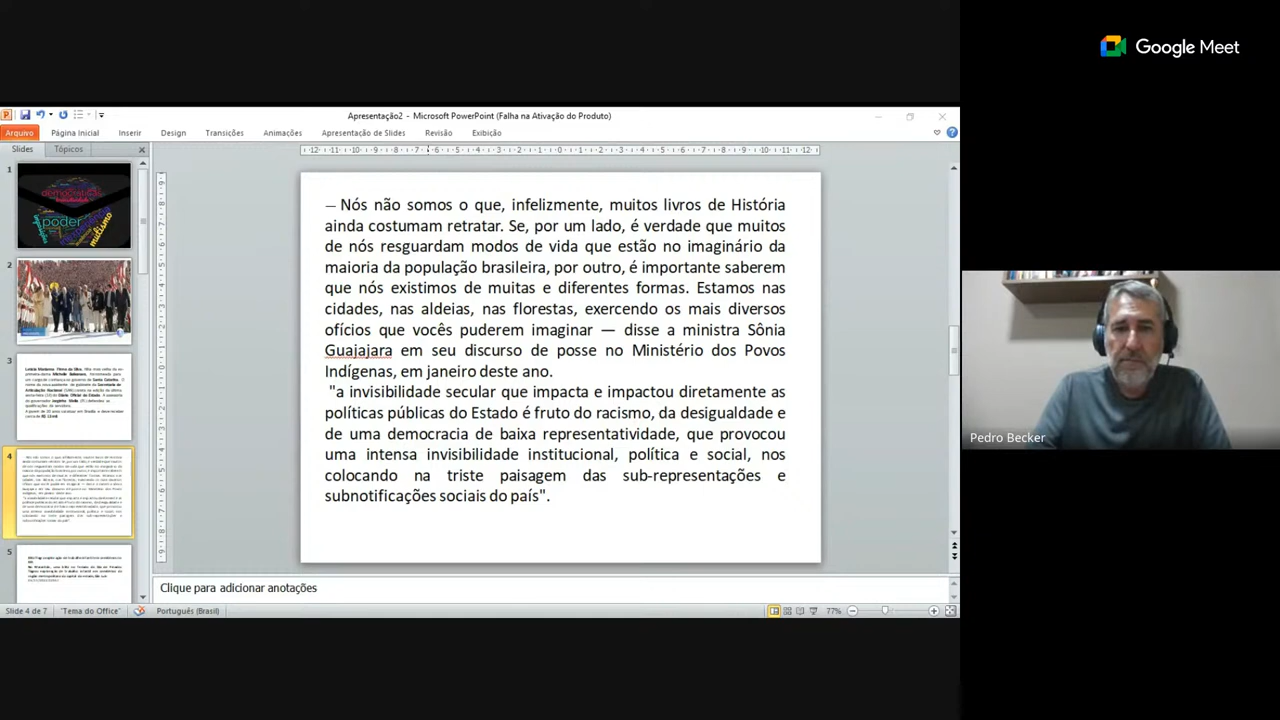 Google Meet
Apresentação2 - Microsoft PowerPoint (Falha na Ativação do Produto)
Arquivo Página Inicial Inserir Design Transições Animações Apresentação de Slides Revisão Exibição
Slides Tópicos
– Nós não somos o que, infelizmente, muitos livros de História
ainda costumam retratar. Se, por um lado, é verdade que muitos
de nós resguardam modos de vida que estão no imaginário da
maioria da população brasileira, por outro, é importante saberem
que nós existimos de muitas e diferentes formas. Estamos nas
cidades, nas aldeias, nas florestas, exercendo os mais diversos
ofícios que vocês puderem imaginar — disse a ministra Sônia
Guajajara em seu discurso de posse no Ministério dos Povos
Indígenas, em janeiro deste ano.
"a invisibilidade secular que impacta e impactou diretamente as
políticas públicas do Estado é fruto do racismo, da desigualdade e
de uma democracia de baixa representatividade, que provocou
uma intensa invisibilidade institucional, política e social, nos
colocando na triste paisagem das sub-representações e
subnotificações sociais do país".
Pedro Becker
1
democráticas
poder
2
3
4
5
Clique para adicionar anotações
Slide 4 de 7 "Tema do Office" Português (Brasil) 77%